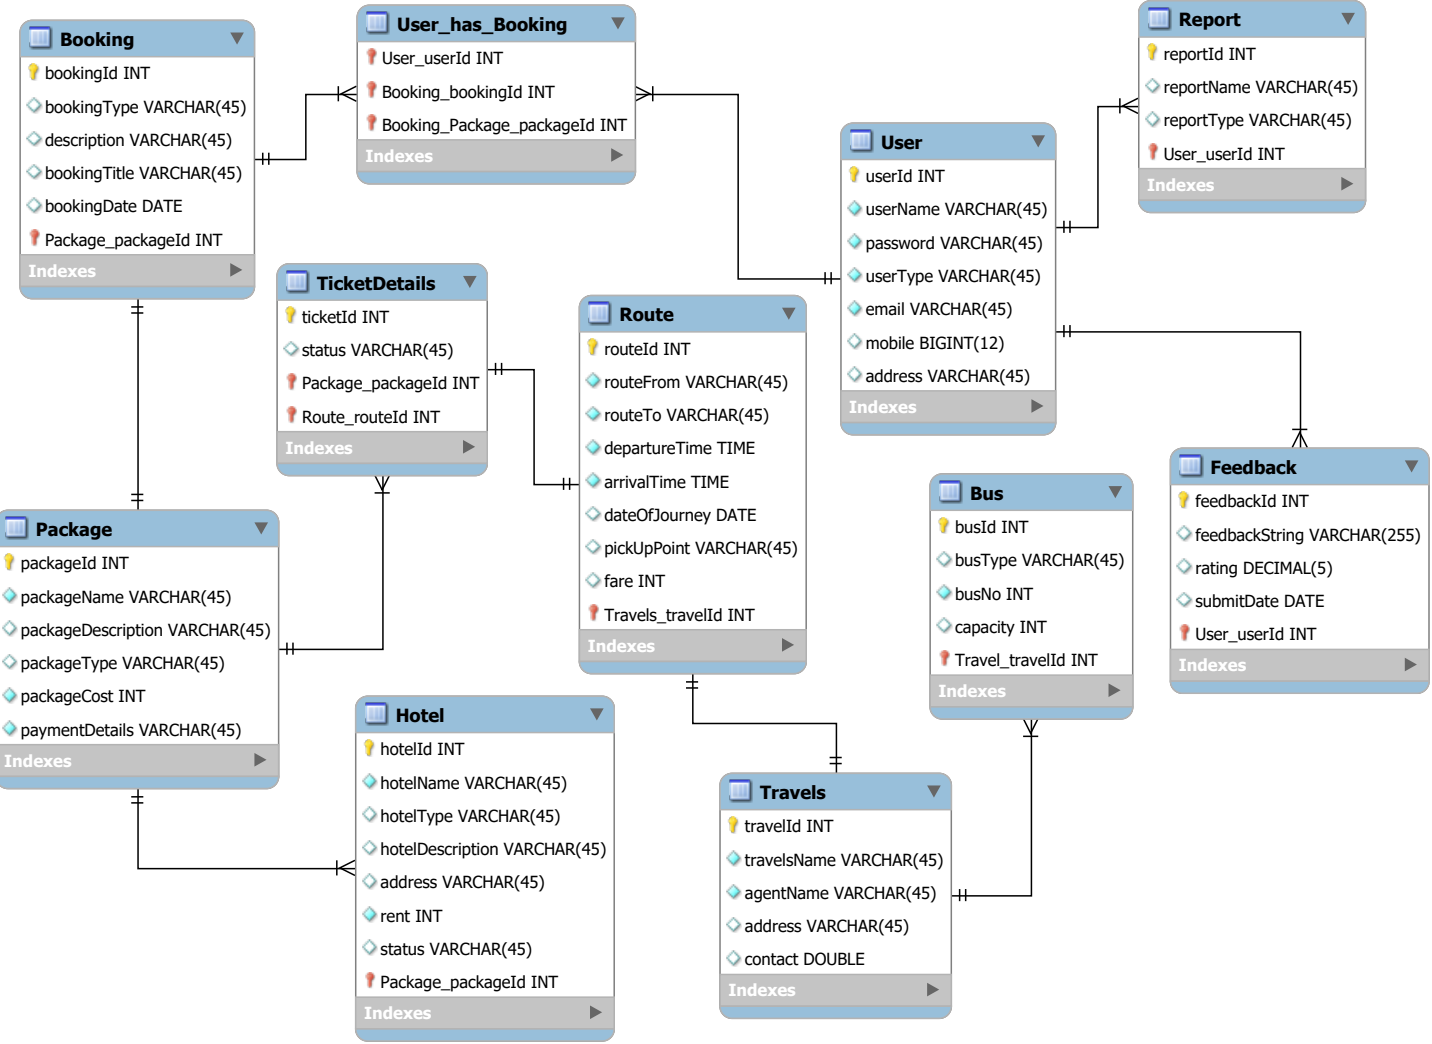 Booking
bookingId INT
bookingType VARCHAR(45)
description VARCHAR(45)
bookingTitle VARCHAR(45)
bookingDate DATE
Package_packageId INT
Indexes
User_has_Booking
User_userId INT
Booking_bookingId INT
Booking_Package_packageId INT
Indexes
Report
reportId INT
reportName VARCHAR(45)
reportType VARCHAR(45)
User_userId INT
Indexes
User
userId INT
userName VARCHAR(45)
password VARCHAR(45)
userType VARCHAR(45)
email VARCHAR(45)
mobile BIGINT(12)
address VARCHAR(45)
Indexes
TicketDetails
ticketId INT
status VARCHAR(45)
Package_packageId INT
Route_routeId INT
Indexes
Route
routeId INT
routeFrom VARCHAR(45)
routeTo VARCHAR(45)
departureTime TIME
arrivalTime TIME
dateOfJourney DATE
pickUpPoint VARCHAR(45)
fare INT
Travels_travelId INT
Indexes
Feedback
feedbackId INT
feedbackString VARCHAR(255)
rating DECIMAL(5)
submitDate DATE
User_userId INT
Indexes
Bus
busId INT
busType VARCHAR(45)
busNo INT
capacity INT
Travel_travelId INT
Indexes
Package
packageId INT
packageName VARCHAR(45)
packageDescription VARCHAR(45)
packageType VARCHAR(45)
packageCost INT
paymentDetails VARCHAR(45)
Indexes
Hotel
hotelId INT
hotelName VARCHAR(45)
hotelType VARCHAR(45)
hotelDescription VARCHAR(45)
address VARCHAR(45)
rent INT
status VARCHAR(45)
Package_packageId INT
Indexes
Travels
travelId INT
travelsName VARCHAR(45)
agentName VARCHAR(45)
address VARCHAR(45)
contact DOUBLE
Indexes